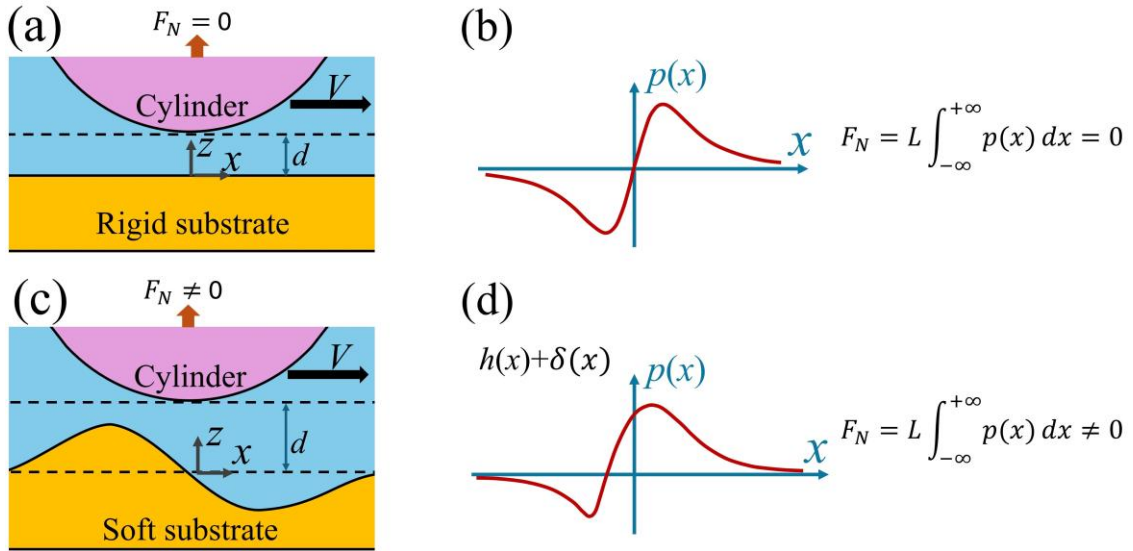 (a)
F_N = 0
V
Cylinder
z
x
d
Rigid substrate
(b)
p(x)
x
F_N = L ∫_{-∞}^{+∞} p(x) dx = 0
(c)
F_N ≠ 0
V
Cylinder
z
x
d
Soft substrate
(d)
h(x)+δ(x)
p(x)
x
F_N = L ∫_{-∞}^{+∞} p(x) dx ≠ 0